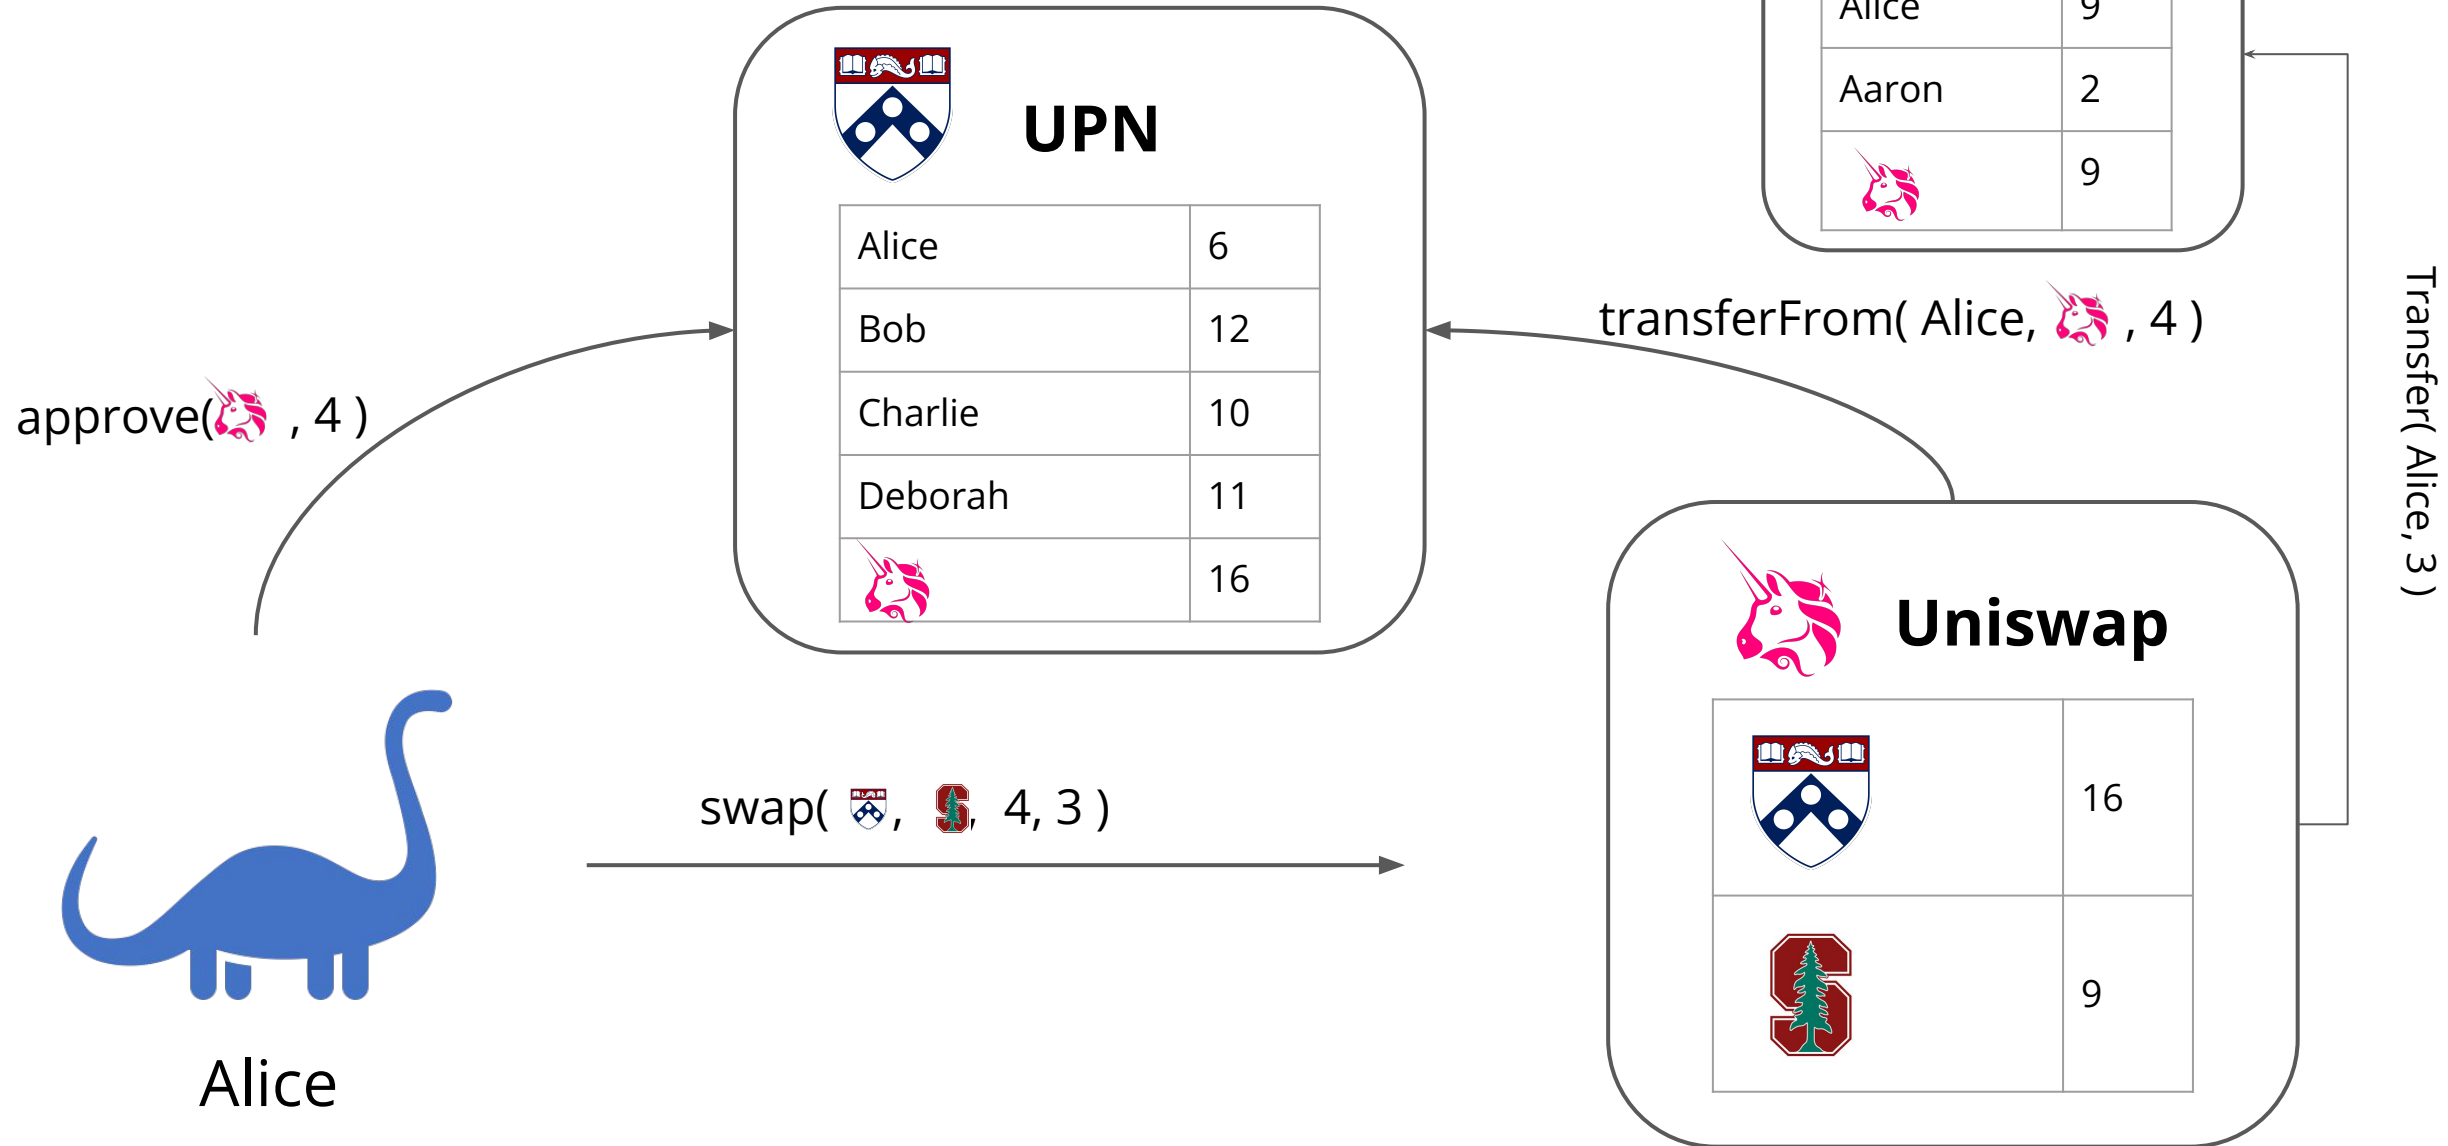 UPN
Alice 6
Bob 12
Charlie 10
Deborah 11
16
Alice 9
Aaron 2
9
approve( , 4 )
transferFrom( Alice, , 4 )
Transfer( Alice, 3 )
swap( , , 4, 3 )
Uniswap
16
9
Alice